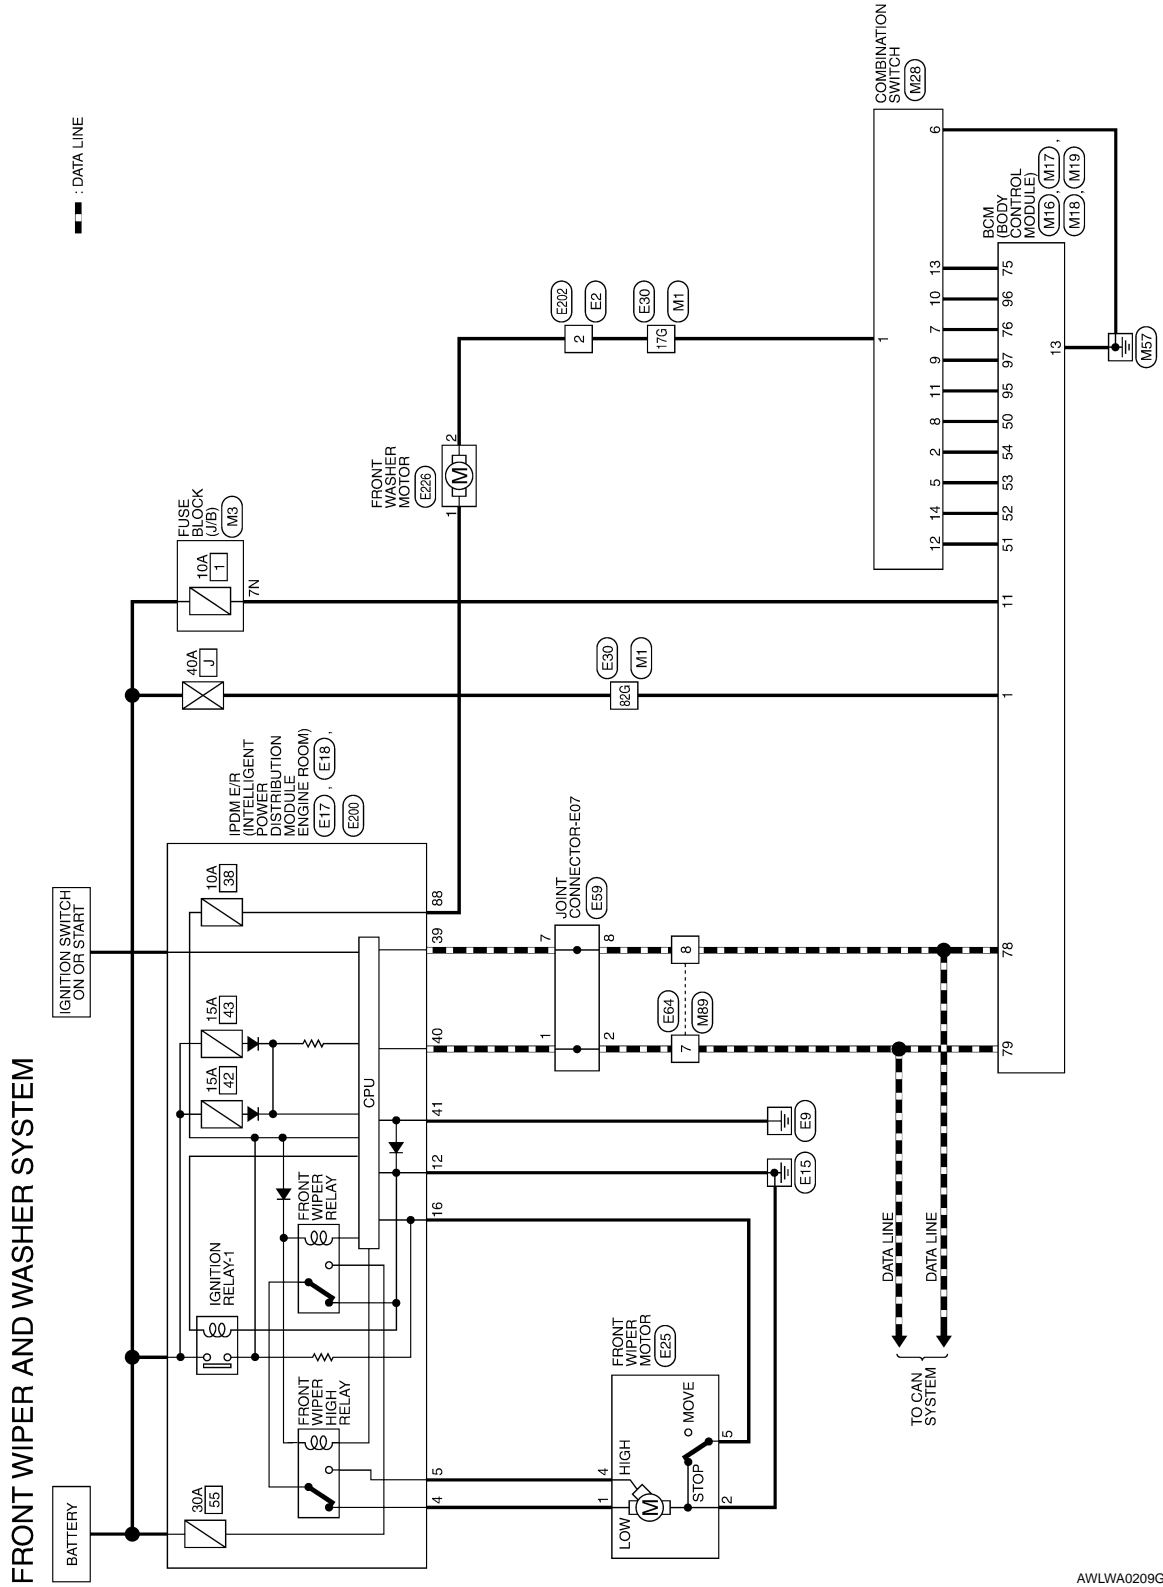 FRONT WIPER AND WASHER SYSTEM
: DATA LINE
BATTERY
IGNITION SWITCH
ON OR START
30A
55
IGNITION
RELAY-1
15A
42
15A
43
10A
38
IPDM E/R
(INTELLIGENT
POWER
DISTRIBUTION
MODULE
ENGINE ROOM)
E17 , E18 ,
E200
FRONT
WIPER
HIGH
RELAY
FRONT
WIPER
RELAY
CPU
4
5
16
12
41
40
39
88
40A
J
10A
1
7N
FUSE
BLOCK
(J/B)
M3
FRONT
WASHER
MOTOR
E226
1
M
2
JOINT
CONNECTOR-E07
E59
1
7
2
8
E30
M1
82G
2
E202
E2
17G
E30
M1
E64
M89
7
8
E15
E9
FRONT
WIPER
MOTOR
E25
1
4
LOW
HIGH
M
STOP
MOVE
2
5
DATA LINE
DATA LINE
TO CAN
SYSTEM
COMBINATION
SWITCH
M28
1
12
14
5
2
8
11
9
7
10
13
6
BCM
(BODY
CONTROL
MODULE)
M16 , M17 ,
M18 , M19
79
78
1
11
51
52
53
54
50
95
97
76
96
75
13
M57
AWLWA0209G